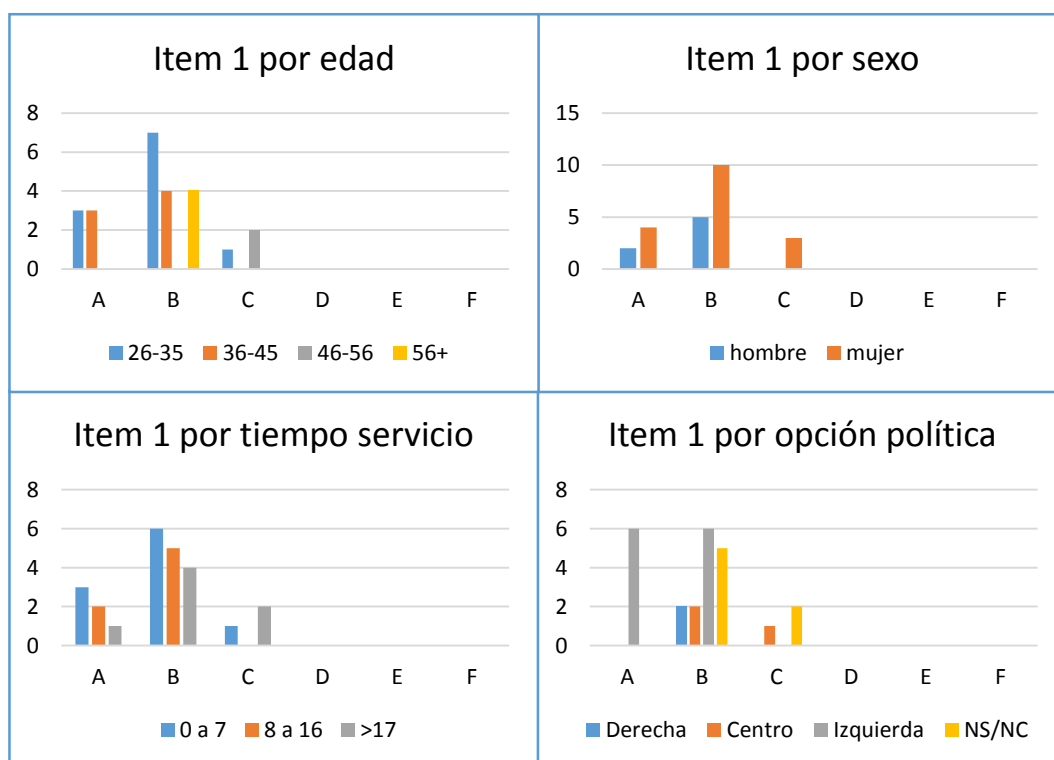 Item 1 por edad
8
6
4
2
0
A B C D E F
26-35 36-45 46-56 56+
Item 1 por sexo
15
10
5
0
A B C D E F
hombre mujer
Item 1 por tiempo servicio
8
6
4
2
0
A B C D E F
0 a 7 8 a 16 >17
Item 1 por opción política
8
6
4
2
0
A B C D E F
Derecha Centro Izquierda NS/NC